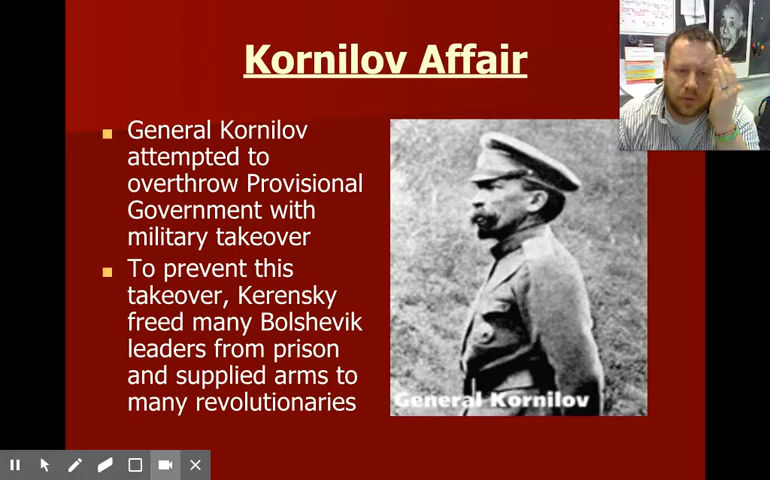 Kornilov Affair
General Kornilov
attempted to
overthrow Provisional
Government with
military takeover
To prevent this
takeover, Kerensky
freed many Bolshevik
leaders from prison
and supplied arms to
many revolutionaries
General Kornilov